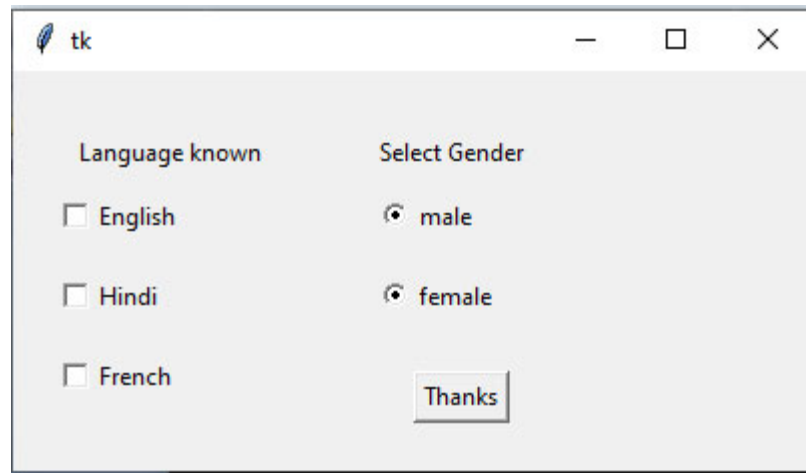 tk
Language known Select Gender
English male
Hindi female
French
Thanks